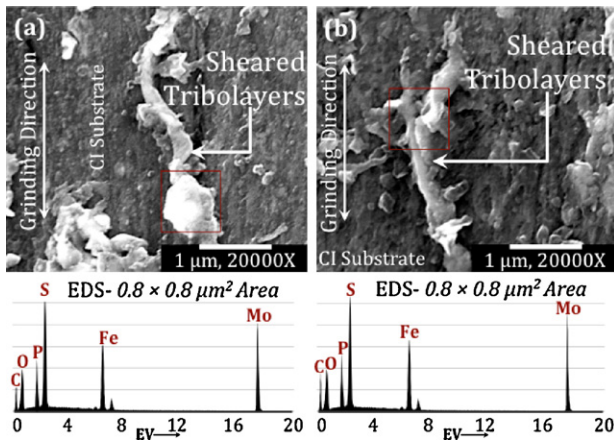 (a)
Sheared
Tribolayers
Grinding Direction
CI Substrate
1 µm, 20000X
(b)
Sheared
Tribolayers
Grinding Direction
CI Substrate
1 µm, 20000X
EDS- 0.8 × 0.8 µm² Area
S
Mo
Fe
P
O
C
0 4 8 12 16 20
EV
EDS- 0.8 × 0.8 µm² Area
S
Mo
Fe
P
O
C
0 4 8 12 16 20
EV